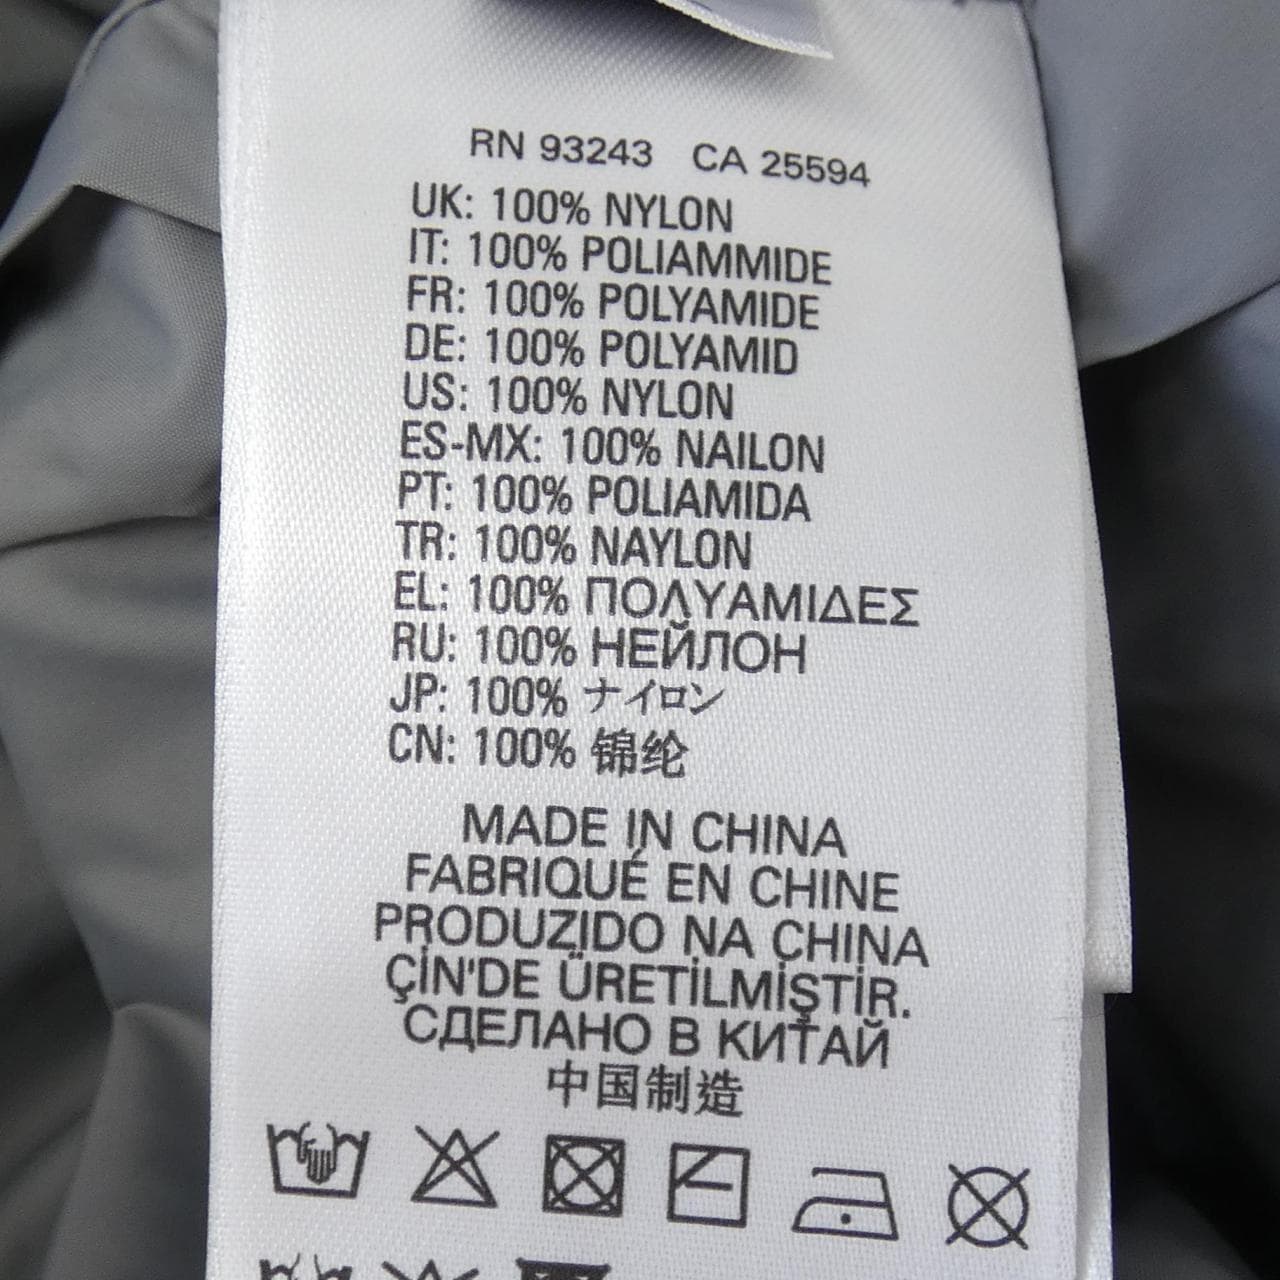 RN 93243 CA 25594
UK: 100% NYLON
IT: 100% POLIAMMIDE
FR: 100% POLYAMIDE
DE: 100% POLYAMID
US: 100% NYLON
ES-MX: 100% NAILON
PT: 100% POLIAMIDA
TR: 100% NAYLON
EL: 100% ΠΟΛΥΑΜΙΔΕΣ
RU: 100% НЕЙЛОН
JP: 100% ナイロン
CN: 100% 锦纶
MADE IN CHINA
FABRIQUÉ EN CHINE
PRODUZIDO NA CHINA
ÇİN'DE ÜRETİLMİŞTİR.
СДЕЛАНО В КИТАЙ
中国制造